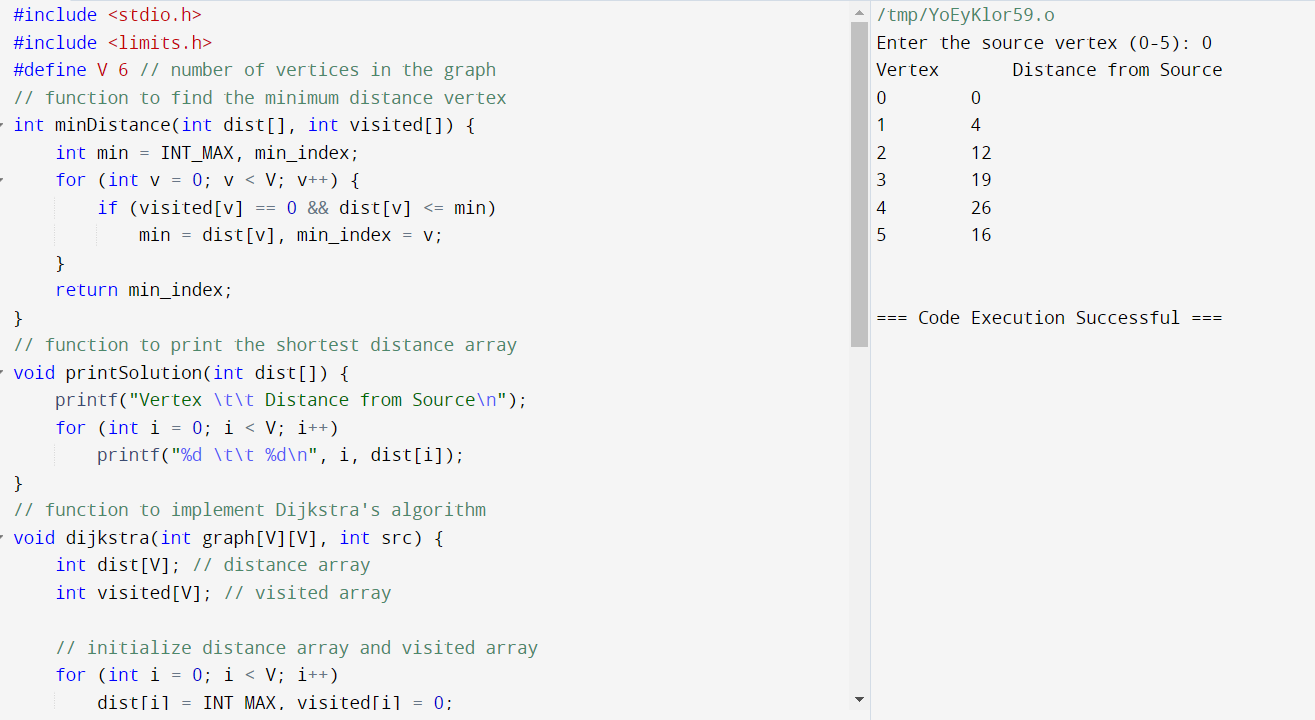 #include <stdio.h>
#include <limits.h>
#define V 6 // number of vertices in the graph
// function to find the minimum distance vertex
int minDistance(int dist[], int visited[]) {
    int min = INT_MAX, min_index;
    for (int v = 0; v < V; v++) {
        if (visited[v] == 0 && dist[v] <= min)
            min = dist[v], min_index = v;
    }
    return min_index;
}
// function to print the shortest distance array
void printSolution(int dist[]) {
    printf("Vertex \t\t Distance from Source\n");
    for (int i = 0; i < V; i++)
        printf("%d \t\t %d\n", i, dist[i]);
}
// function to implement Dijkstra's algorithm
void dijkstra(int graph[V][V], int src) {
    int dist[V]; // distance array
    int visited[V]; // visited array

    // initialize distance array and visited array
    for (int i = 0; i < V; i++)
        dist[i] = INT_MAX, visited[i] = 0;
/tmp/YoEyKlor59.o
Enter the source vertex (0-5): 0
Vertex       Distance from Source
0        0
1        4
2        12
3        19
4        26
5        16
=== Code Execution Successful ===